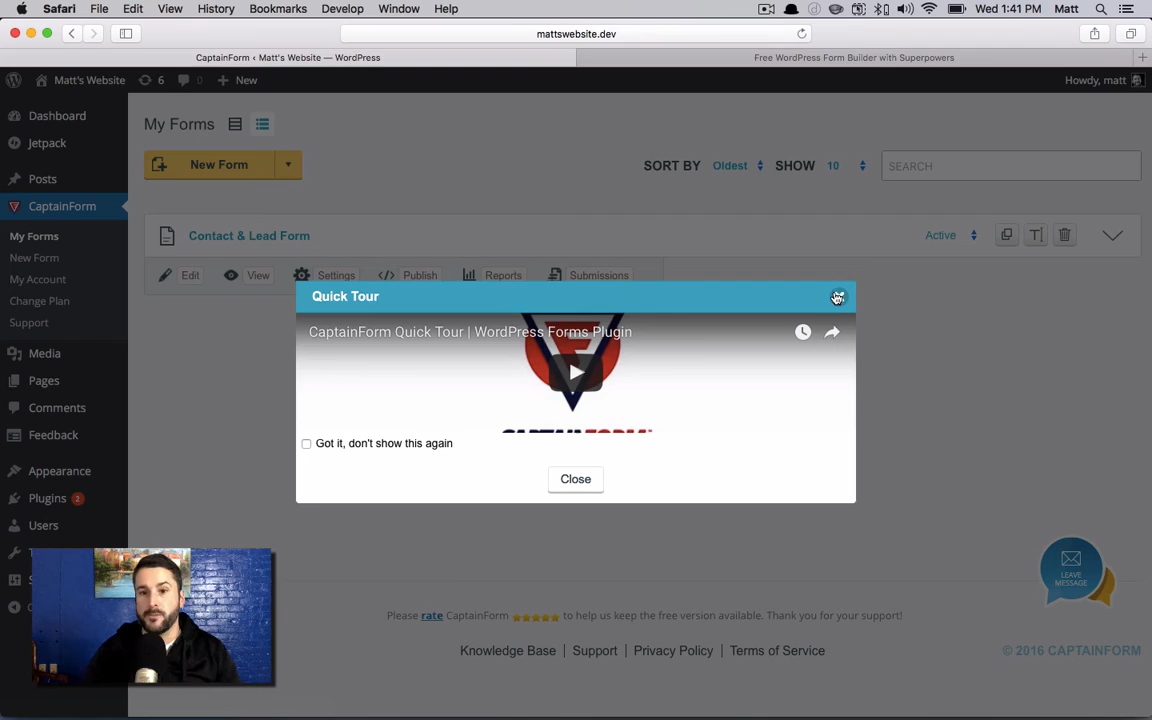 Safari File Edit View History Bookmarks Develop Window Help Wed 1:41 PM Matt
mattswebsite.dev
CaptainForm ‹ Matt's Website — WordPress Free WordPress Form Builder with Superpowers
Matt's Website 6 0 New Howdy, matt
Dashboard
Jetpack
Posts
CaptainForm
My Forms
New Form
My Account
Change Plan
Support
Media
Pages
Comments
Feedback
Appearance
Plugins 2
Users
My Forms
New Form SORT BY Oldest SHOW 10 SEARCH
Contact & Lead Form Active
Edit View Settings Publish Reports Submissions
Quick Tour
CaptainForm Quick Tour | WordPress Forms Plugin
CAPTAINFORM
Got it, don't show this again
Close
LEAVE
MESSAGE
Please rate CaptainForm to help us keep the free version available. Thank you for your support!
Knowledge Base | Support | Privacy Policy | Terms of Service
© 2016 CAPTAINFORM